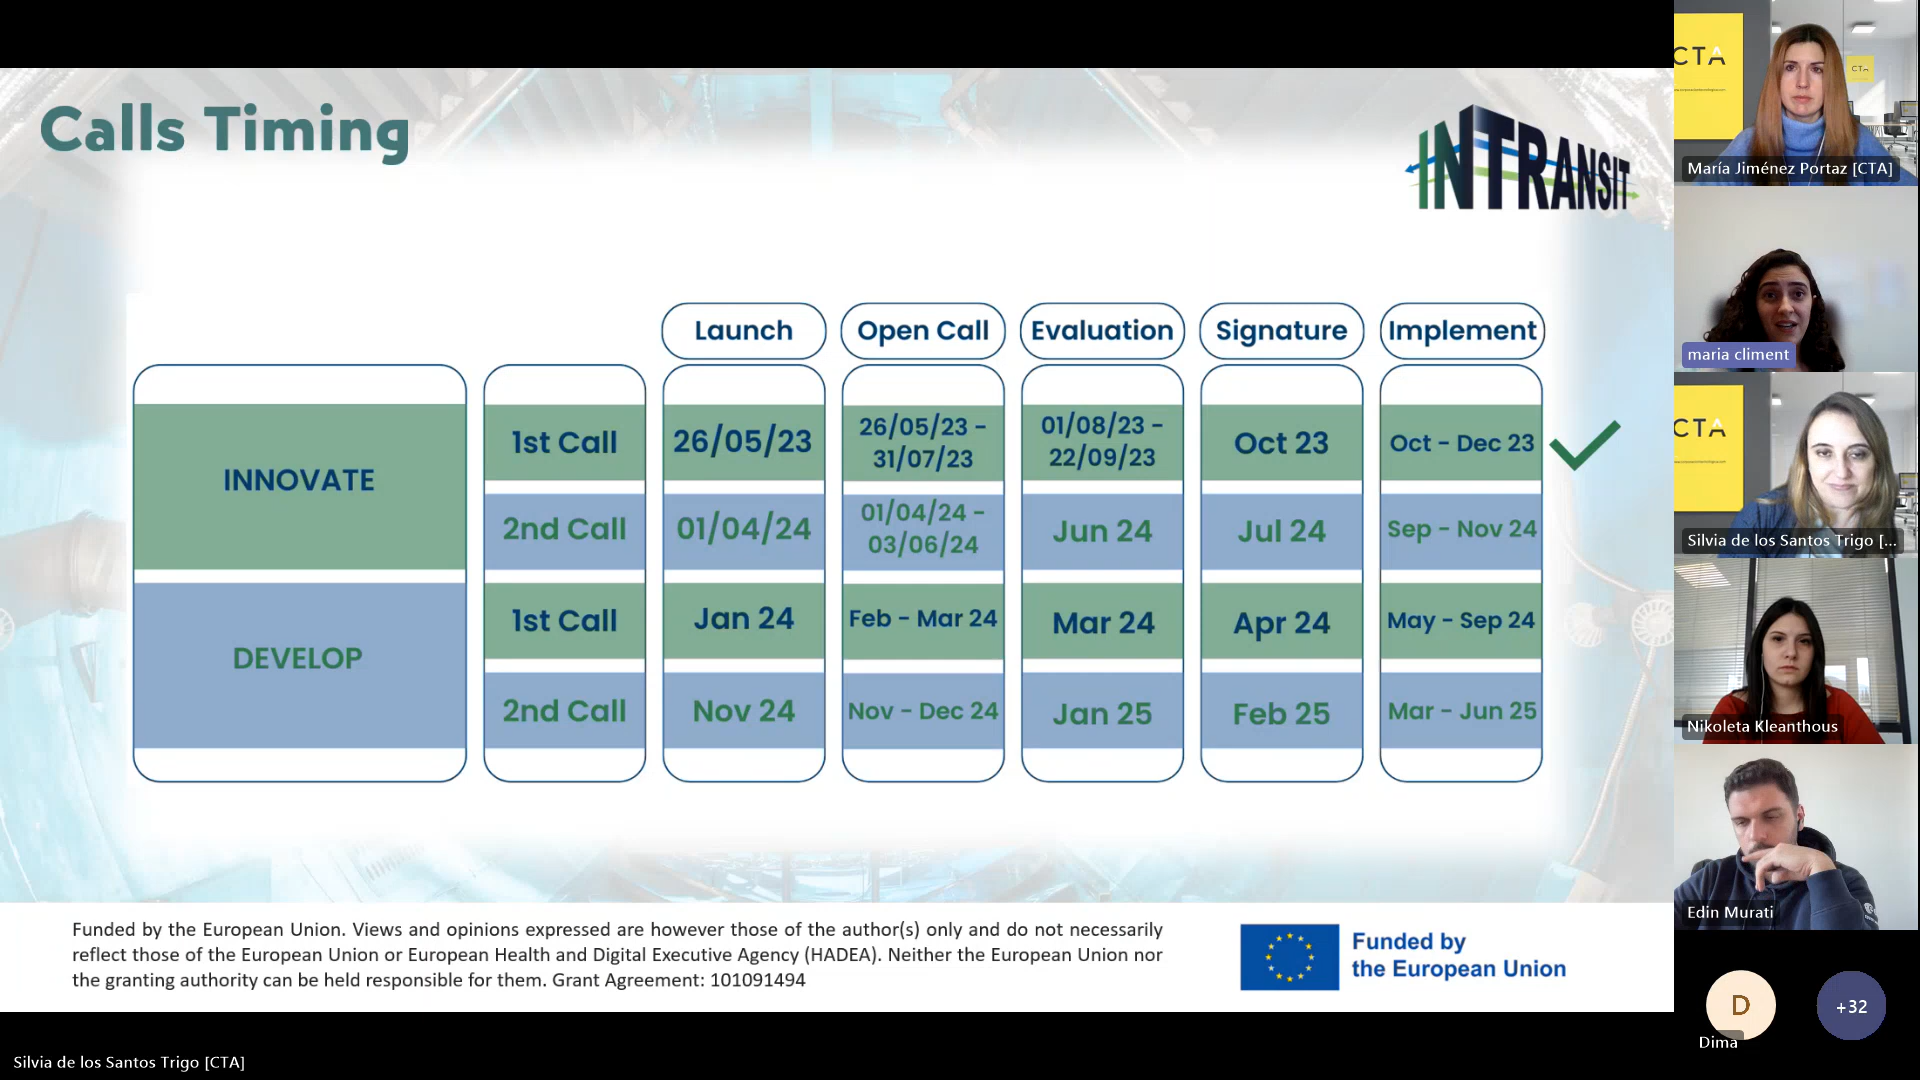 Calls Timing
INTRANSIT
Launch
Open Call
Evaluation
Signature
Implement
INNOVATE
1st Call
26/05/23
26/05/23 -
31/07/23
01/08/23 -
22/09/23
Oct 23
Oct - Dec 23
2nd Call
01/04/24
01/04/24 -
03/06/24
Jun 24
Jul 24
Sep - Nov 24
DEVELOP
1st Call
Jan 24
Feb - Mar 24
Mar 24
Apr 24
May - Sep 24
2nd Call
Nov 24
Nov - Dec 24
Jan 25
Feb 25
Mar - Jun 25
Funded by the European Union. Views and opinions expressed are however those of the author(s) only and do not necessarily
reflect those of the European Union or European Health and Digital Executive Agency (HADEA). Neither the European Union nor
the granting authority can be held responsible for them. Grant Agreement: 101091494
Funded by
the European Union
Silvia de los Santos Trigo [CTA]
CTA
CTA
María Jiménez Portaz [CTA]
maria climent
CTA
Silvia de los Santos Trigo [...
Nikoleta Kleanthous
Edin Murati
D
Dima
+32